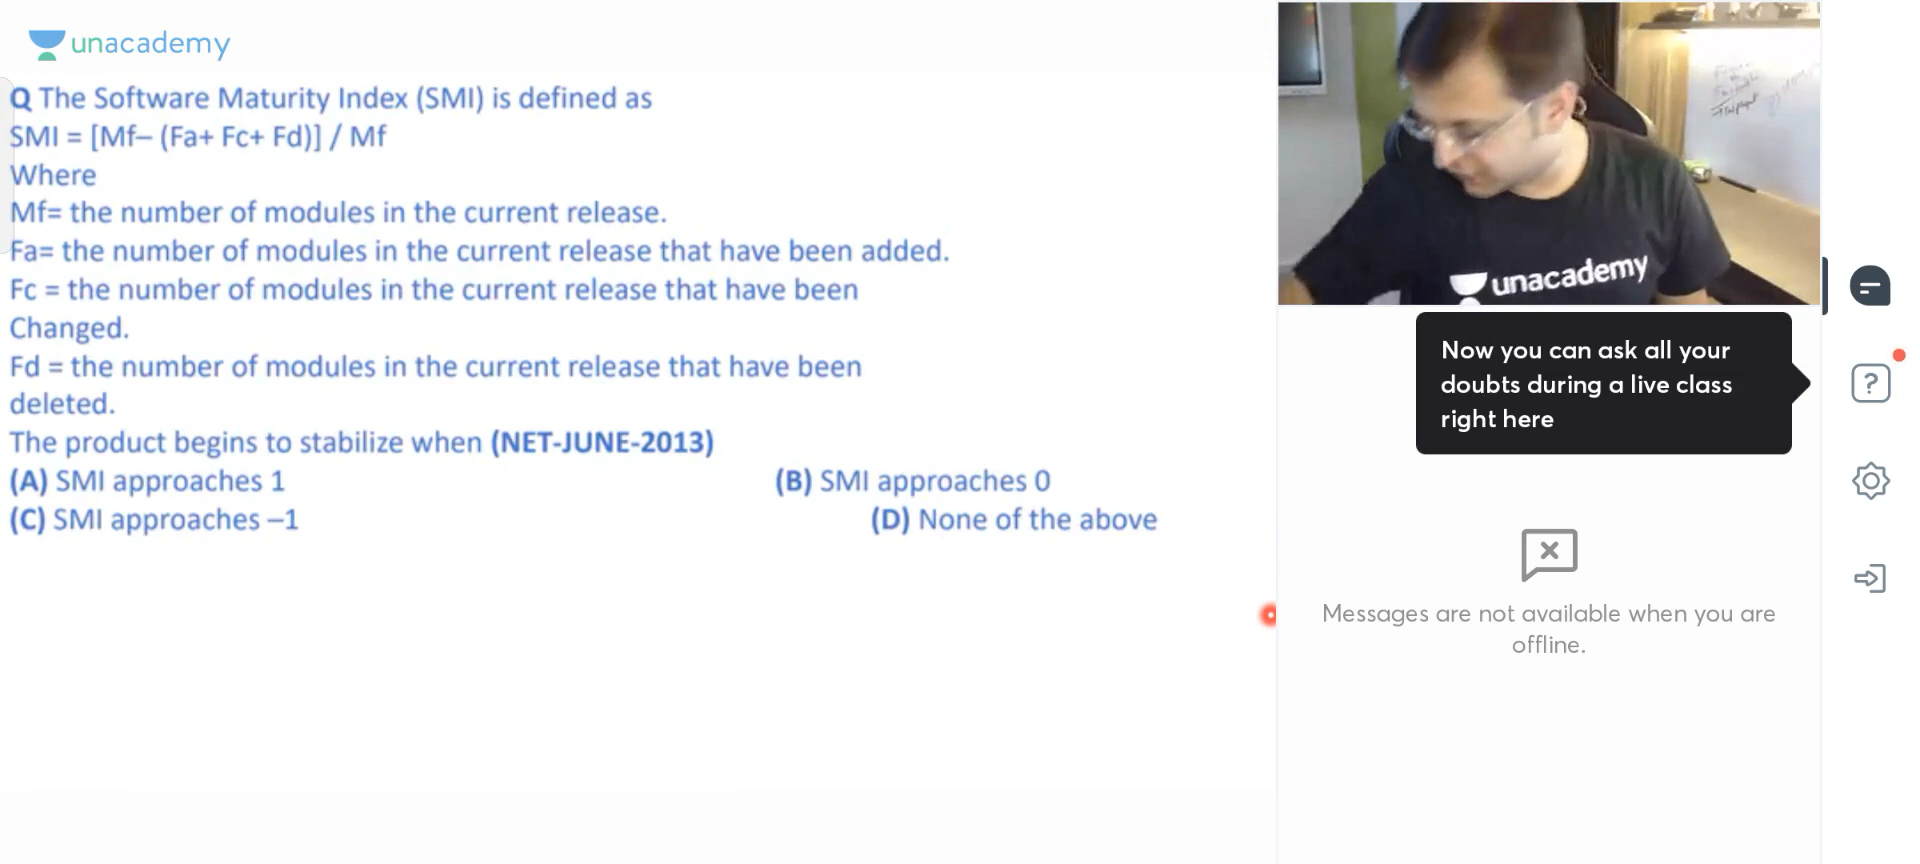 unacademy
Q The Software Maturity Index (SMI) is defined as
SMI = [Mf– (Fa+ Fc+ Fd)] / Mf
Where
Mf= the number of modules in the current release.
Fa= the number of modules in the current release that have been added.
Fc = the number of modules in the current release that have been
Changed.
Fd = the number of modules in the current release that have been
deleted.
The product begins to stabilize when (NET-JUNE-2013)
(A) SMI approaches 1 (B) SMI approaches 0
(C) SMI approaches –1 (D) None of the above
unacademy
Now you can ask all your
doubts during a live class
right here
Messages are not available when you are
offline.